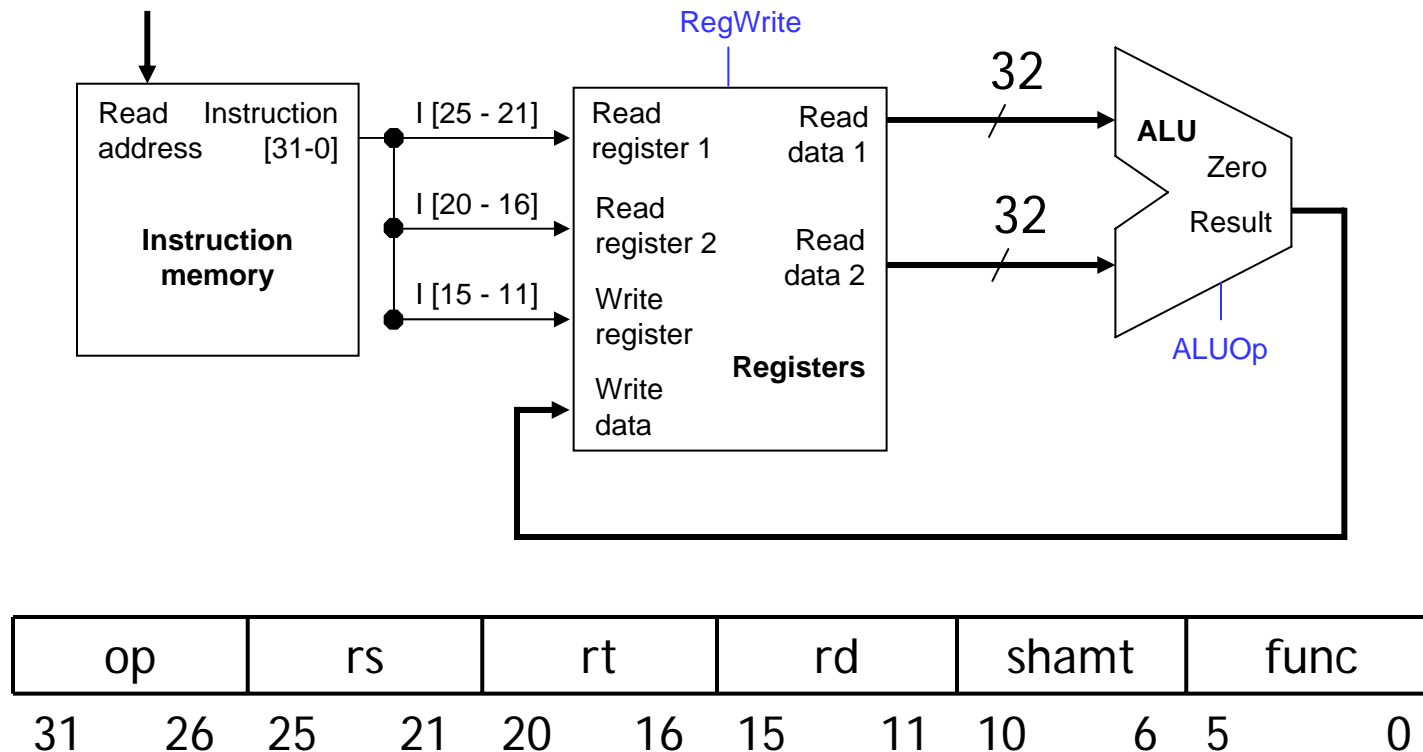 RegWrite
Read Instruction
address [31-0]
Instruction
memory
I [25 - 21]
I [20 - 16]
I [15 - 11]
Read
register 1
Read
register 2
Write
register
Write
data
Read
data 1
Read
data 2
Registers
32
32
ALU
Zero
Result
ALUOp
op rs rt rd shamt func
31 26 25 21 20 16 15 11 10 6 5 0